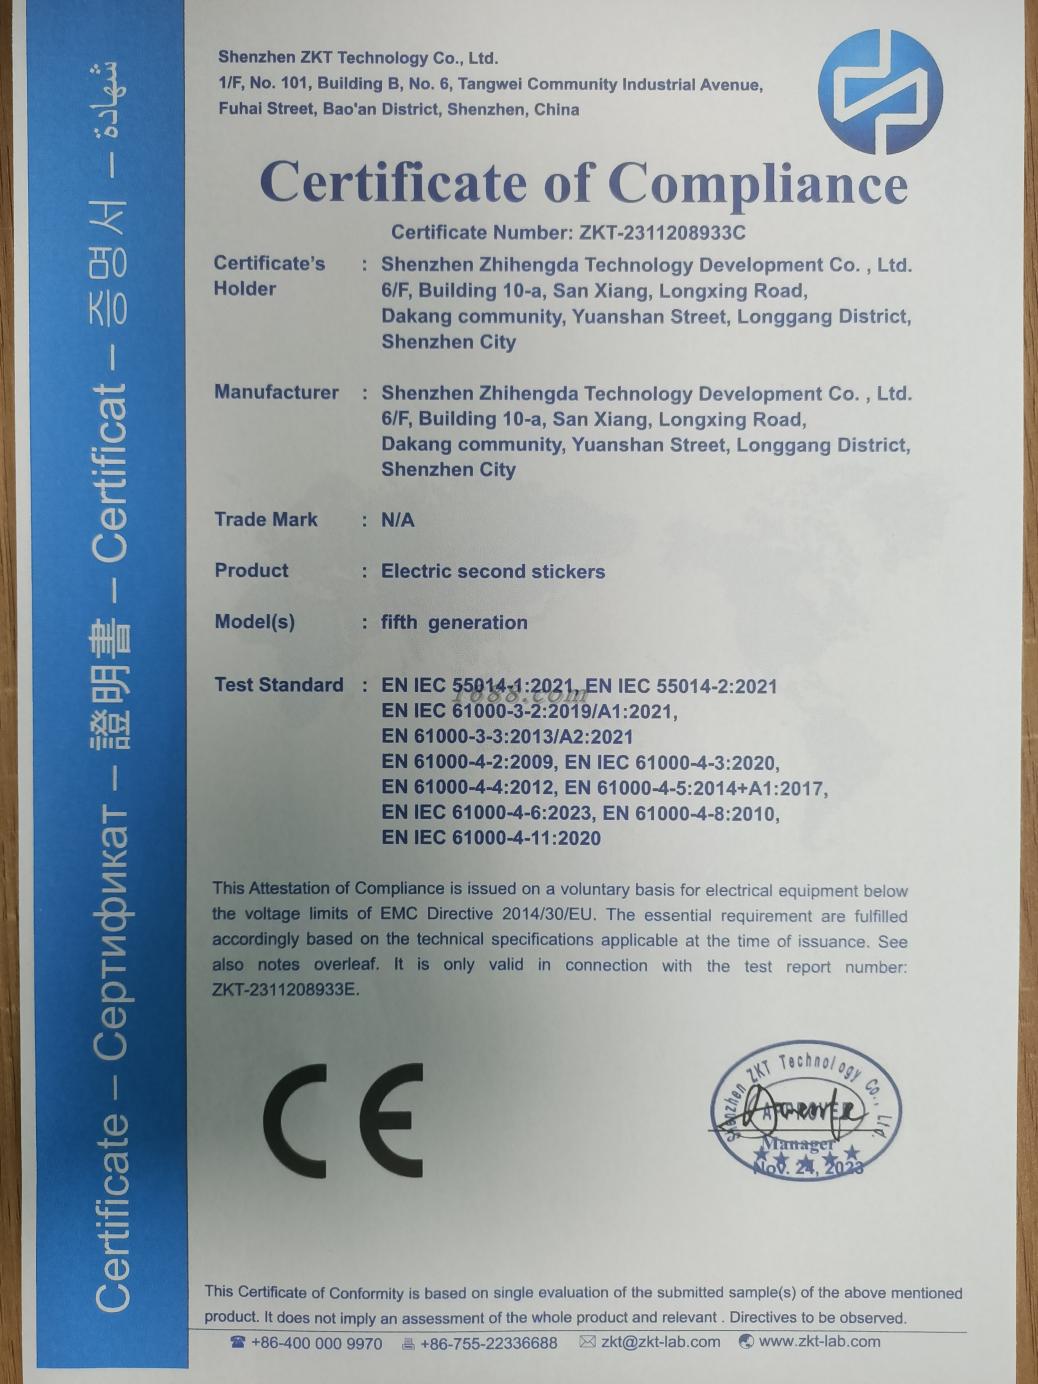 Shenzhen ZKT Technology Co., Ltd.
1/F, No. 101, Building B, No. 6, Tangwei Community Industrial Avenue,
Fuhai Street, Bao'an District, Shenzhen, China
Certificate of Compliance
Certificate Number: ZKT-2311208933C
Certificate's Holder : Shenzhen Zhihengda Technology Development Co. , Ltd.
6/F, Building 10-a, San Xiang, Longxing Road,
Dakang community, Yuanshan Street, Longgang District,
Shenzhen City
Manufacturer : Shenzhen Zhihengda Technology Development Co. , Ltd.
6/F, Building 10-a, San Xiang, Longxing Road,
Dakang community, Yuanshan Street, Longgang District,
Shenzhen City
Trade Mark : N/A
Product : Electric second stickers
Model(s) : fifth generation
Test Standard : EN IEC 55014-1:2021, EN IEC 55014-2:2021
1688.com
EN IEC 61000-3-2:2019/A1:2021,
EN 61000-3-3:2013/A2:2021
EN 61000-4-2:2009, EN IEC 61000-4-3:2020,
EN 61000-4-4:2012, EN 61000-4-5:2014+A1:2017,
EN IEC 61000-4-6:2023, EN 61000-4-8:2010,
EN IEC 61000-4-11:2020
This Attestation of Compliance is issued on a voluntary basis for electrical equipment below
the voltage limits of EMC Directive 2014/30/EU. The essential requirement are fulfilled
accordingly based on the technical specifications applicable at the time of issuance. See
also notes overleaf. It is only valid in connection with the test report number:
ZKT-2311208933E.
CE
Shenzhen ZKT Technology Co., Ltd.
APPROVED
Manager
Nov. 24, 2023
This Certificate of Conformity is based on single evaluation of the submitted sample(s) of the above mentioned
product. It does not imply an assessment of the whole product and relevant . Directives to be observed.
+86-400 000 9970 +86-755-22336688 zkt@zkt-lab.com www.zkt-lab.com
Certificate – Сертификат – 證明書 – Certificat – 증명서 – شهادة